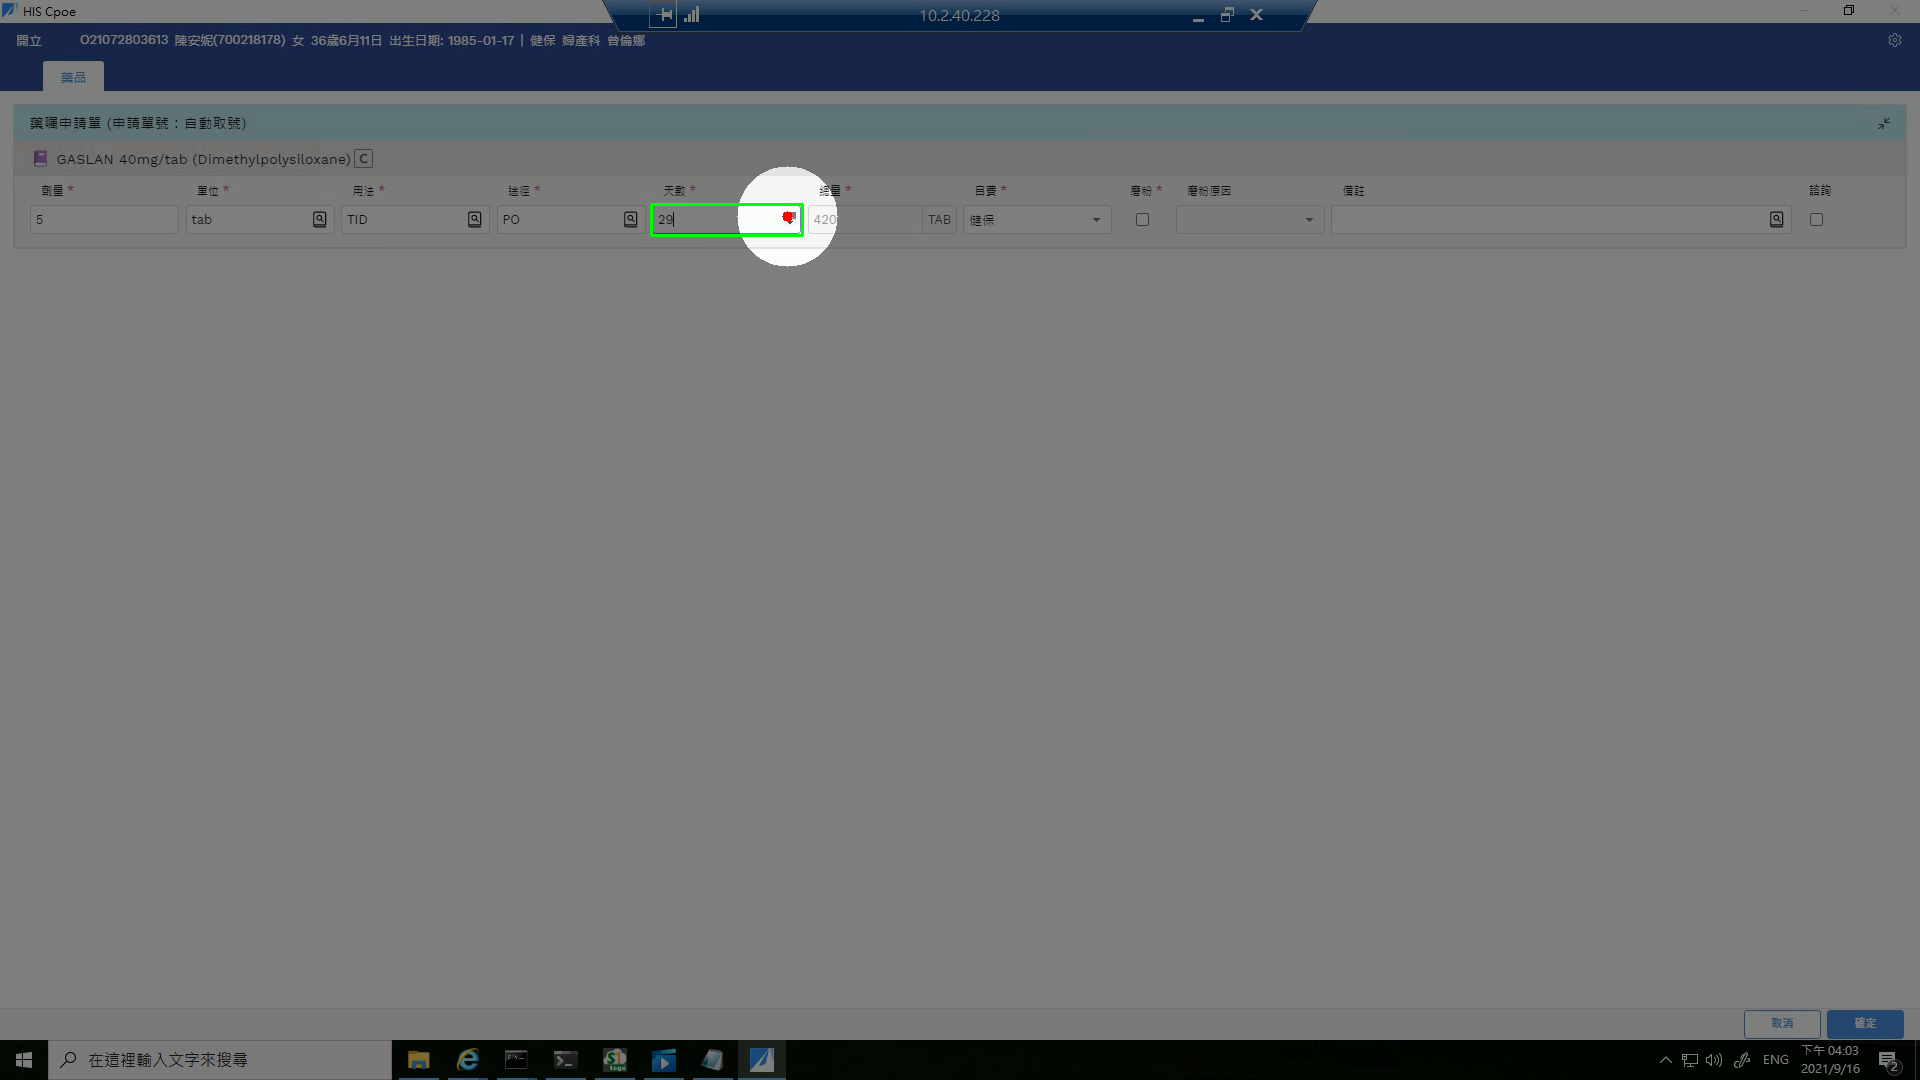 HIS Cpoe
10.2.40.228
開立 O21072803613 陳安妮(700218178) 女 36歲6月11日 出生日期: 1985-01-17 | 健保 婦產科 曾倫娜
藥品
藥囑申請單 (申請單號：自動取號)
GASLAN 40mg/tab (Dimethylpolysiloxane) C
劑量 * 單位 * 用法 * 途徑 * 天數 * 總量 * 自費 * 磨粉 * 磨粉原因 備註 諮詢
5 tab TID PO 29 420 TAB 健保
取消 確定
在這裡輸入文字來搜尋
ENG
下午 04:03
2021/9/16
2